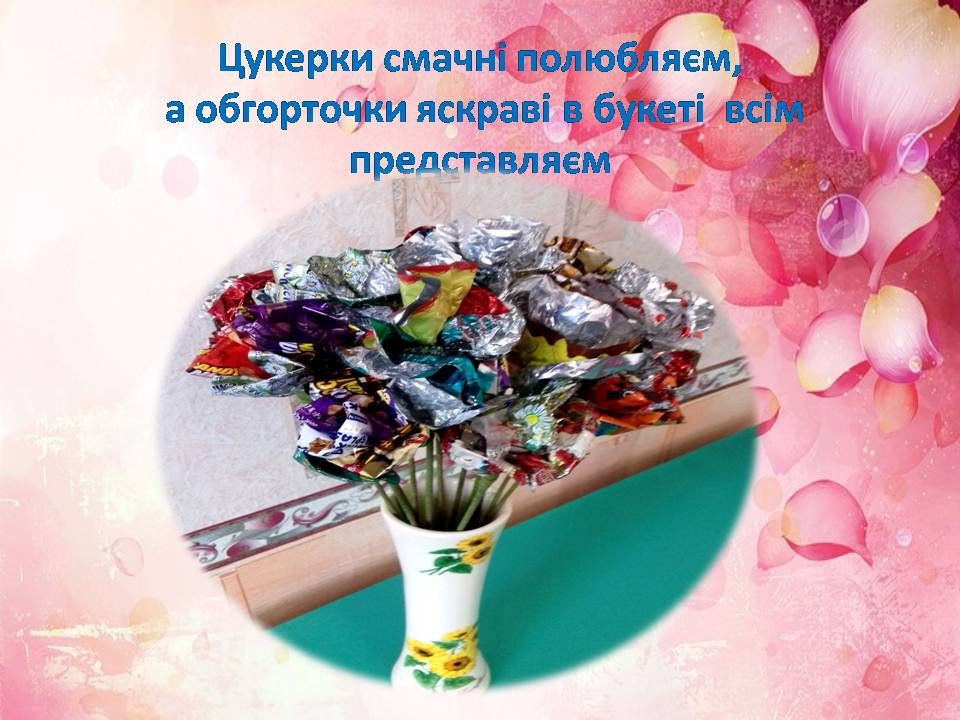 Цукерки смачні полюбляєм,
а обгорточки яскраві в букеті  всім
представляєм